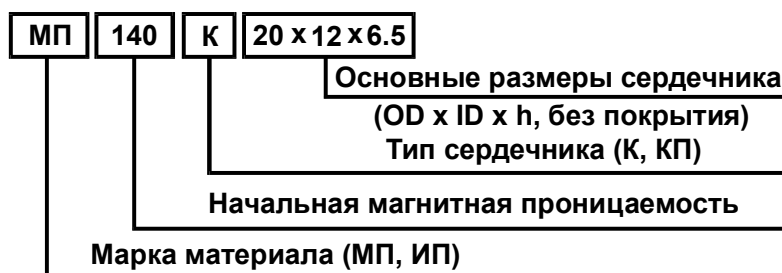 МП 140 К 20 x 12 x 6.5
Основные размеры сердечника
(OD x ID x h, без покрытия)
Тип сердечника (К, КП)
Начальная магнитная проницаемость
Марка материала (МП, ИП)